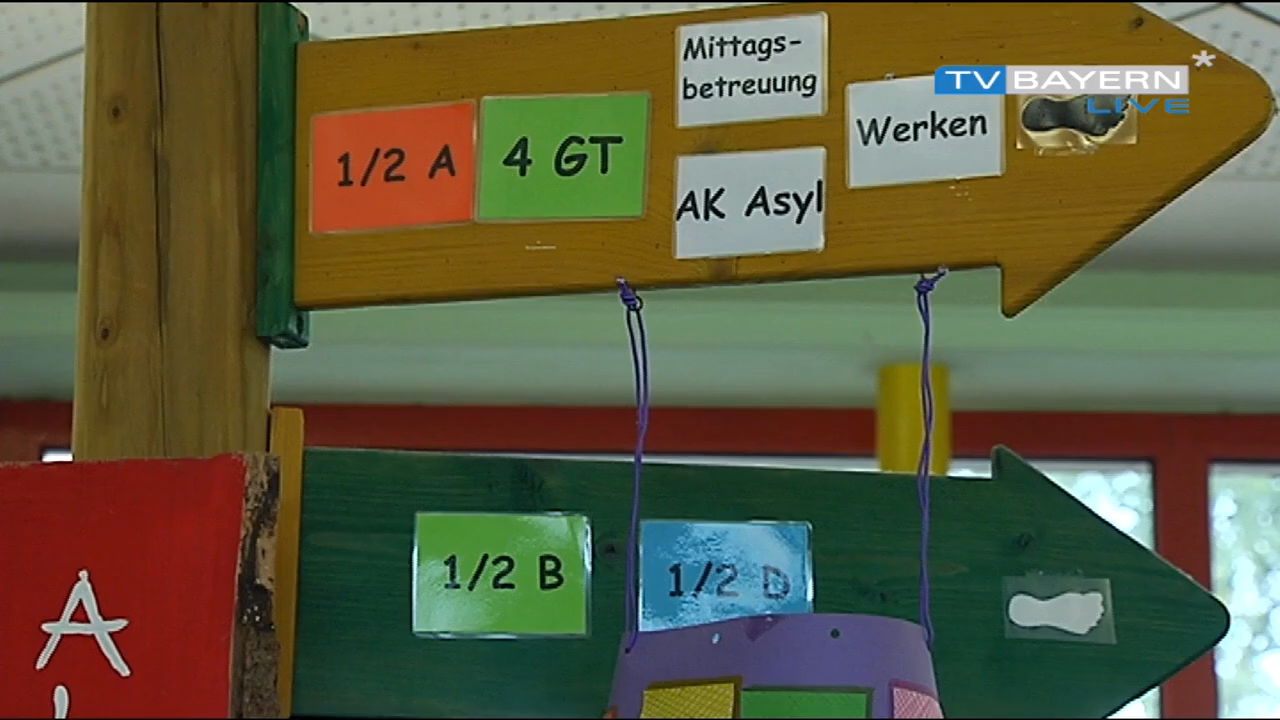 TV BAYERN
LIVE
1/2 A
4 GT
Mittags-
betreuung
AK Asyl
Werken
1/2 B
1/2 D
A